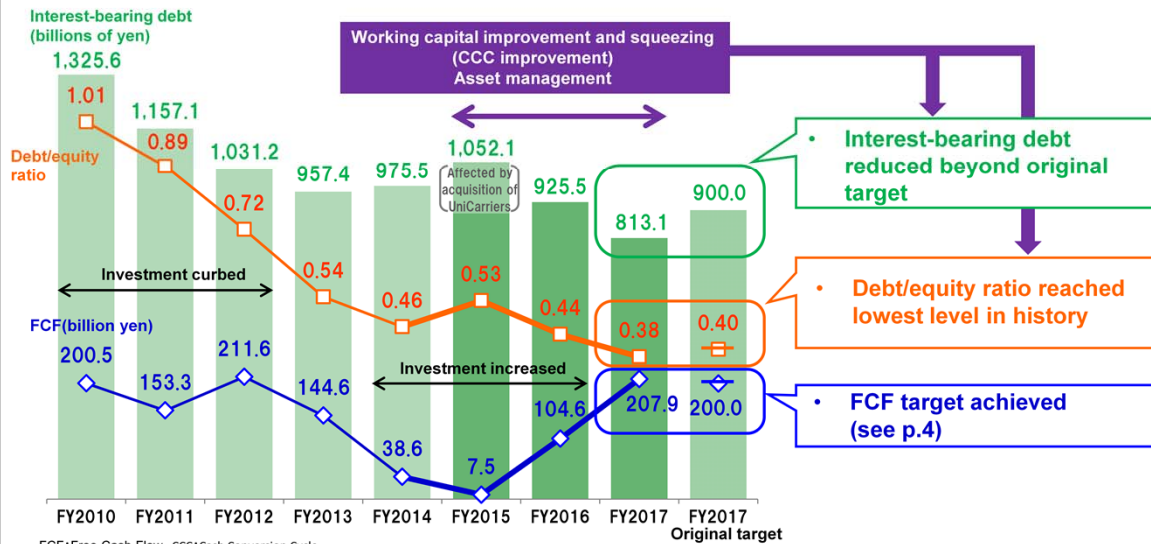 Interest-bearing debt
(billions of yen)
1,325.6
1.01
1,157.1
0.89
Debt/equity
ratio
1,031.2
0.72
957.4
0.54
975.5
0.46
1,052.1
Affected by
acquisition of
UniCarriers
0.53
925.5
0.44
813.1
0.38
900.0
0.40
Working capital improvement and squeezing
(CCC improvement)
Asset management
• Interest-bearing debt
reduced beyond original
target
• Debt/equity ratio reached
lowest level in history
• FCF target achieved
(see p.4)
Investment curbed
Investment increased
FCF(billion yen)
200.5
153.3
211.6
144.6
38.6
7.5
104.6
207.9
200.0
FY2010
FY2011
FY2012
FY2013
FY2014
FY2015
FY2016
FY2017
FY2017
Original target